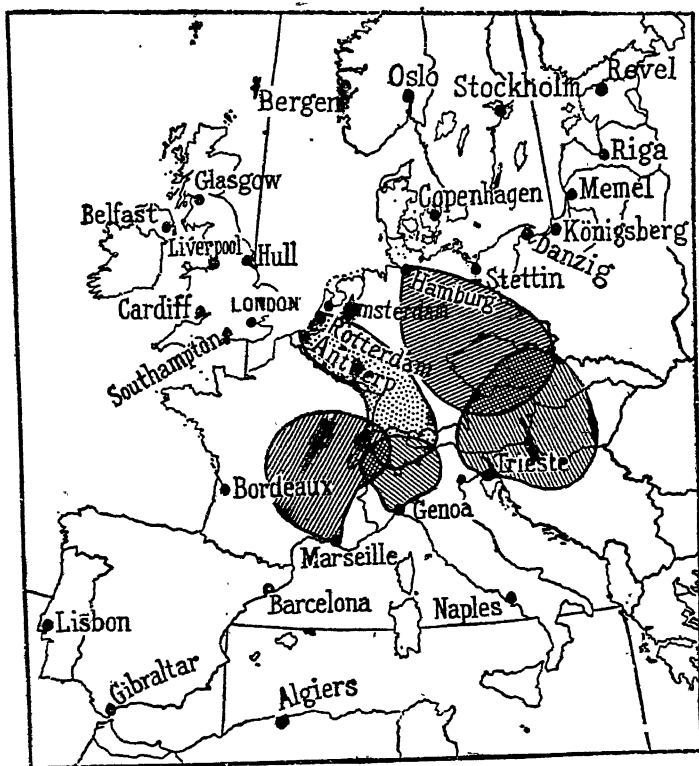 Oslo
Stockholm
Revel
Bergen
Riga
Glasgow
Memel
Copenhagen
Belfast
Königsberg
Danzig
Liverpool
Hull
Stettin
Hamburg
Cardiff
LONDON
Amsterdam
Rotterdam
Southampton
Antwerp
Trieste
Bordeaux
Genoa
Marseille
Barcelona
Naples
Lisbon
Gibraltar
Algiers